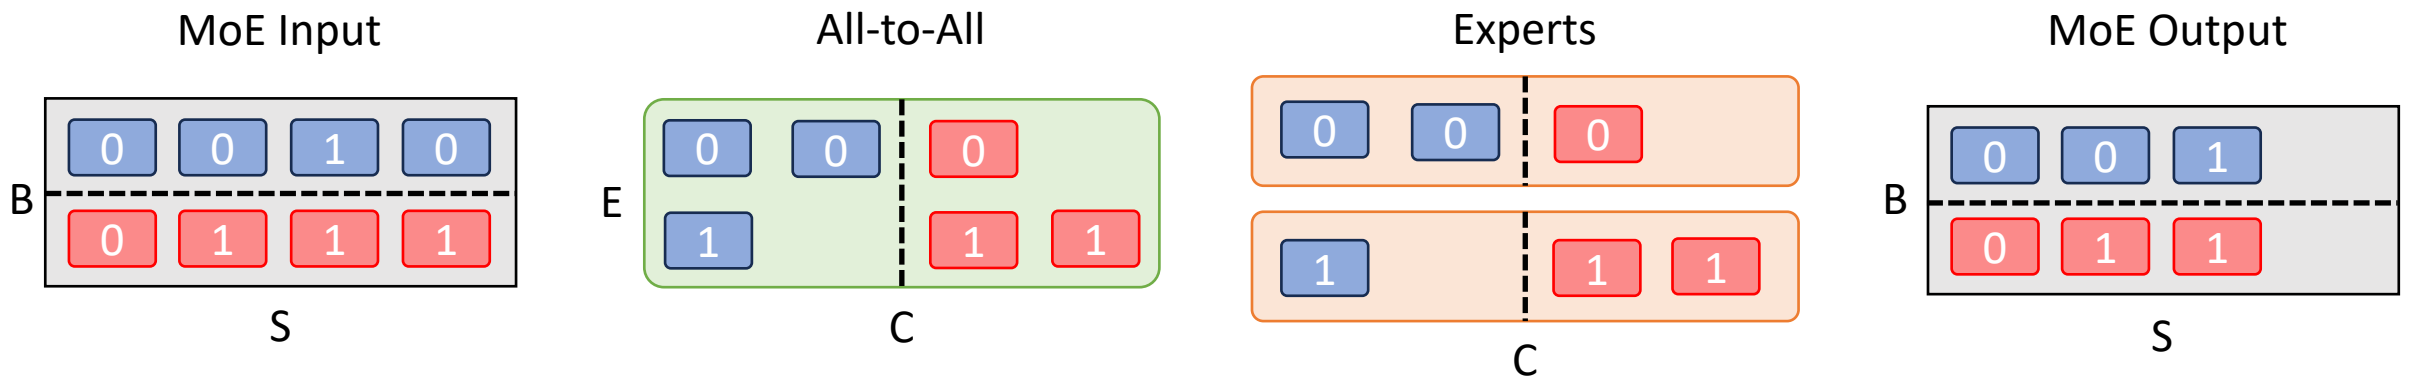 MoE Input
All-to-All
Experts
MoE Output
0 0 1 0
B
0 1 1 1
S
0 0 0
E
1 1 1
C
0 0 0
1 1 1
C
0 0 1
B
0 1 1
S